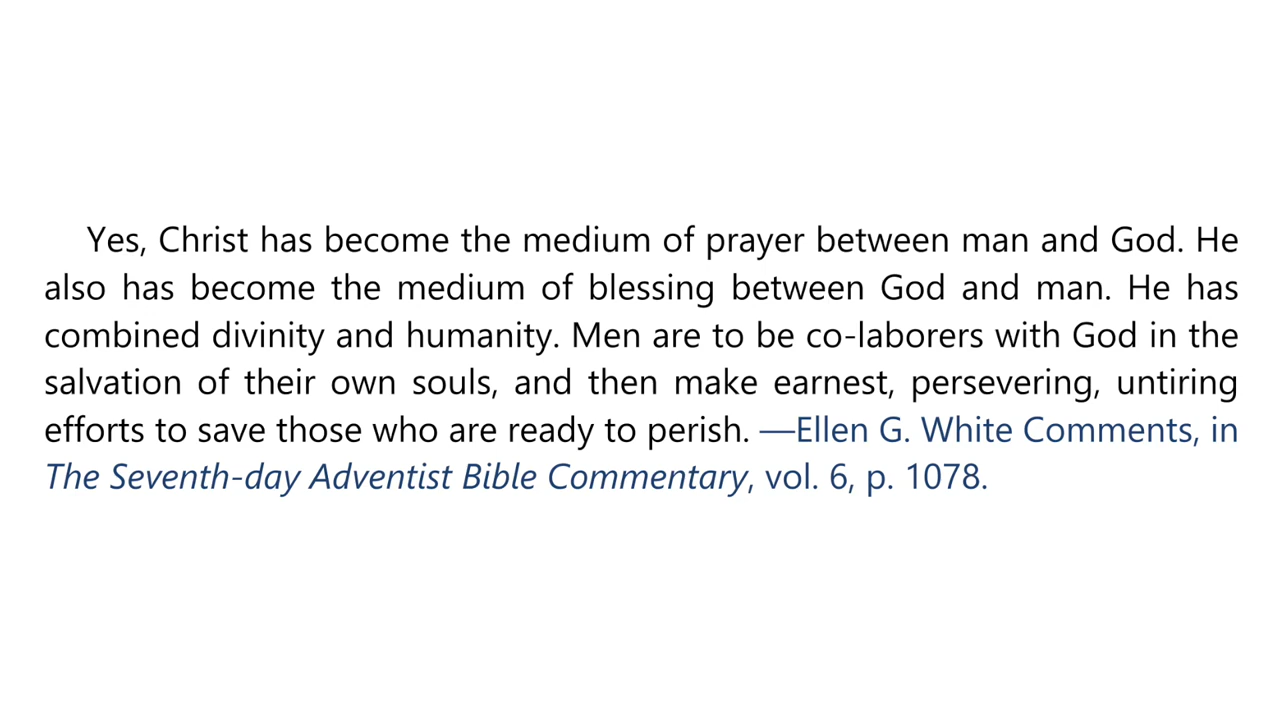 Yes, Christ has become the medium of prayer between man and God. He
also has become the medium of blessing between God and man. He has
combined divinity and humanity. Men are to be co-laborers with God in the
salvation of their own souls, and then make earnest, persevering, untiring
efforts to save those who are ready to perish. —Ellen G. White Comments, in
The Seventh-day Adventist Bible Commentary, vol. 6, p. 1078.